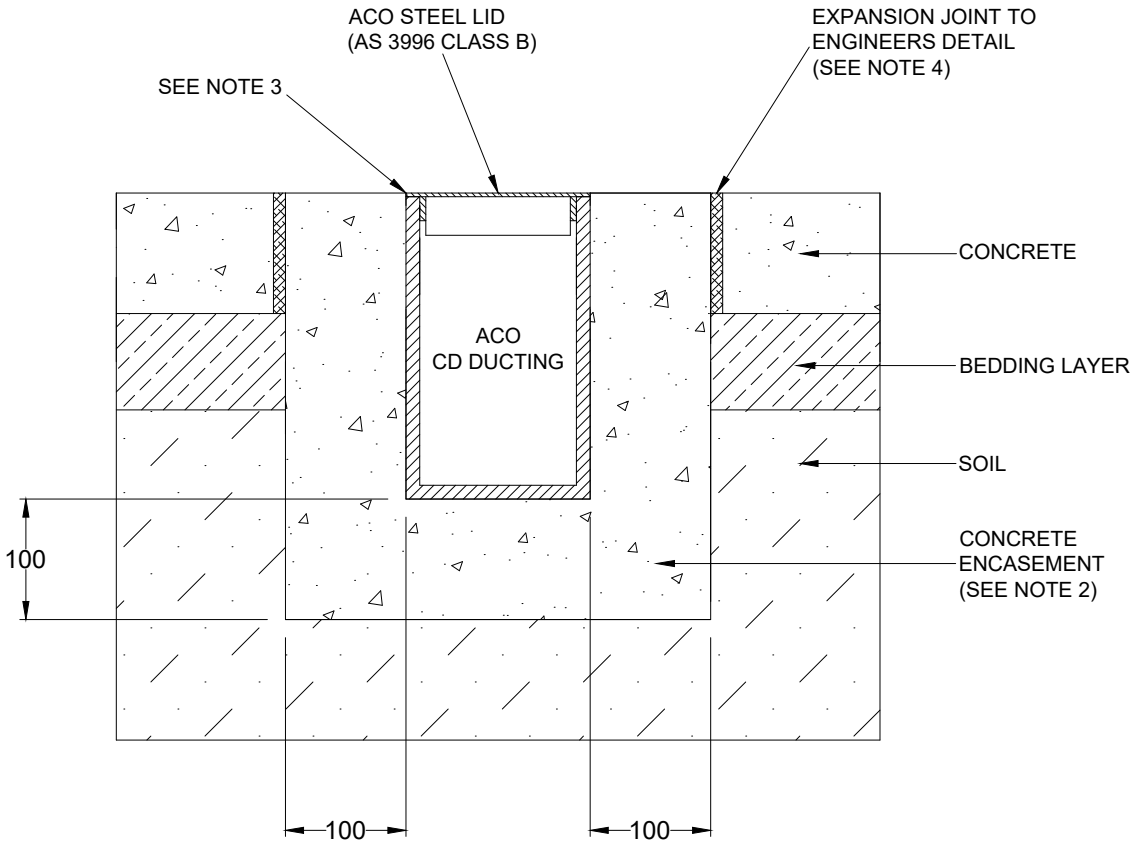 ACO STEEL LID
(AS 3996 CLASS B)
EXPANSION JOINT TO
ENGINEERS DETAIL
(SEE NOTE 4)
SEE NOTE 3
CONCRETE
ACO
CD DUCTING
BEDDING LAYER
SOIL
CONCRETE
ENCASEMENT
(SEE NOTE 2)
100
100
100